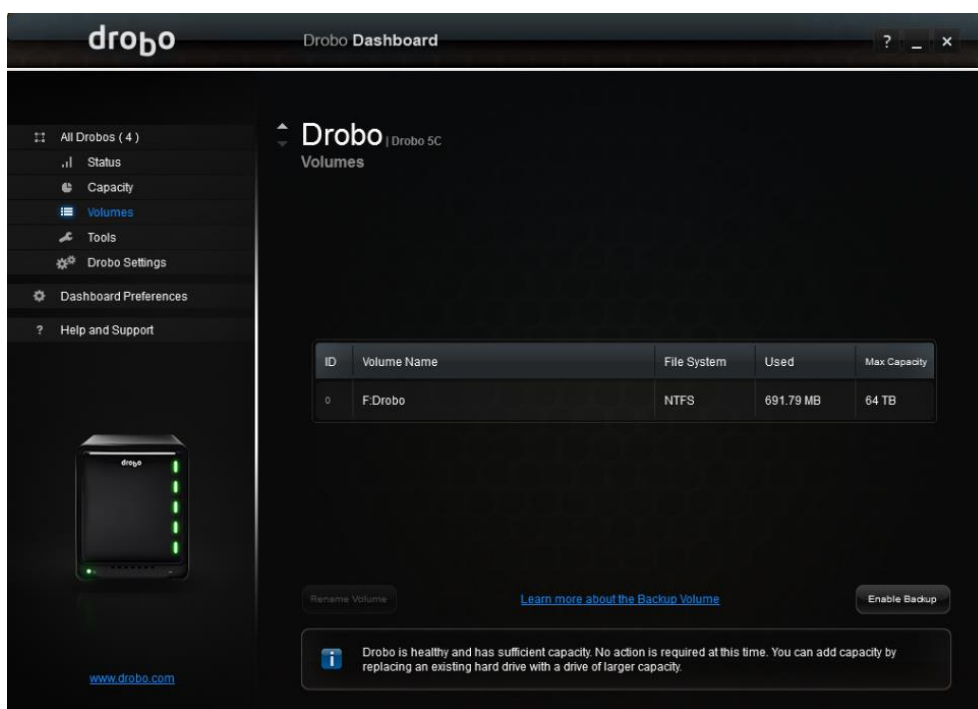 drobo
Drobo Dashboard
? _ ×
All Drobos ( 4 )
Status
Capacity
Volumes
Tools
Drobo Settings
Dashboard Preferences
? Help and Support
Drobo | Drobo 5C
Volumes
ID Volume Name File System Used Max Capacity
0 F:Drobo NTFS 691.79 MB 64 TB
drobo
Rename Volume
Learn more about the Backup Volume
Enable Backup
Drobo is healthy and has sufficient capacity. No action is required at this time. You can add capacity by
replacing an existing hard drive with a drive of larger capacity.
www.drobo.com